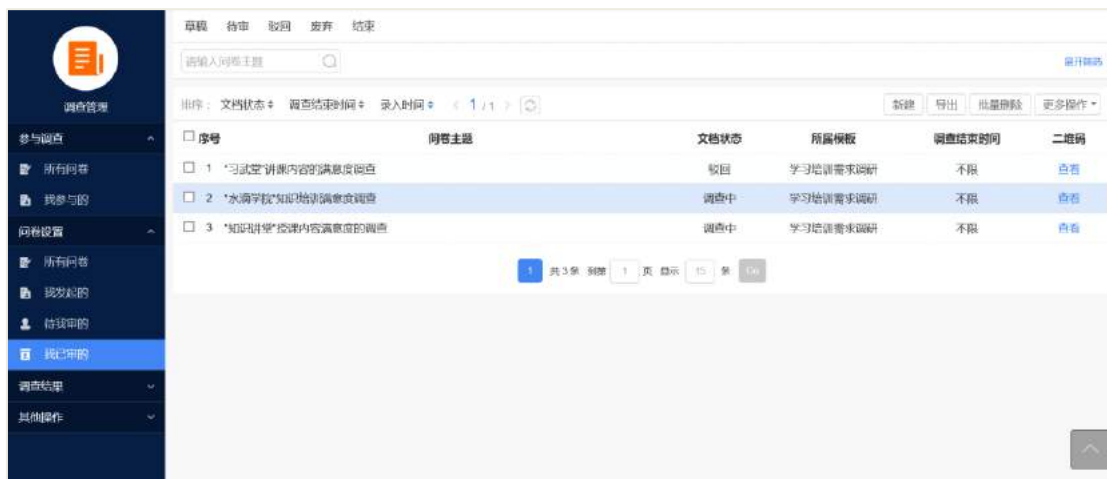 草稿 待审 驳回 废弃 结束
请输入问卷主题
展开筛选
调查管理
排序: 文档状态 调查结束时间 录入时间 1 / 1
新建 导出 批量删除 更多操作
参与调查
序号 问卷主题 文档状态 所属模板 调查结束时间 二维码
所有问卷
1 "习武堂"讲课内容的满意度调查 驳回 学习培训需求调研 不限 查看
我参与的
2 "水滴学院"知识培训满意度调查 调查中 学习培训需求调研 不限 查看
问卷设置
3 "知识讲堂"授课内容满意度的调查 调查中 学习培训需求调研 不限 查看
所有问卷
1 共3条 到第 1 页 显示 15 条 Go
我发起的
待我审的
我已审的
调查结果
其他操作